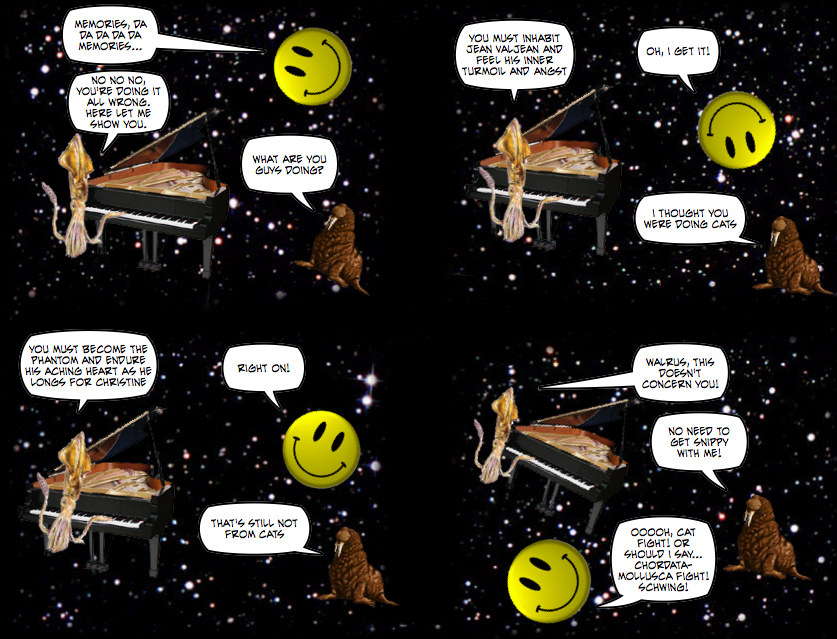 MEMORIES, DA
DA DA DA DA
MEMORIES...
NO NO NO,
YOU'RE DOING IT
ALL WRONG.
HERE LET ME
SHOW YOU.
WHAT ARE YOU
GUYS DOING?
YOU MUST INHABIT
JEAN VALJEAN AND
FEEL HIS INNER
TURMOIL AND ANGST
OH, I GET IT!
I THOUGHT YOU
WERE DOING CATS
YOU MUST BECOME THE
PHANTOM AND ENDURE
HIS ACHING HEART AS HE
LONGS FOR CHRISTINE
RIGHT ON!
THAT'S STILL NOT
FROM CATS
WALRUS, THIS
DOESN'T
CONCERN YOU!
NO NEED TO
GET SNIPPY
WITH ME!
OOOOH, CAT
FIGHT! OR
SHOULD I SAY...
CHORDATA-
MOLLUSCA FIGHT!
SCHWING!